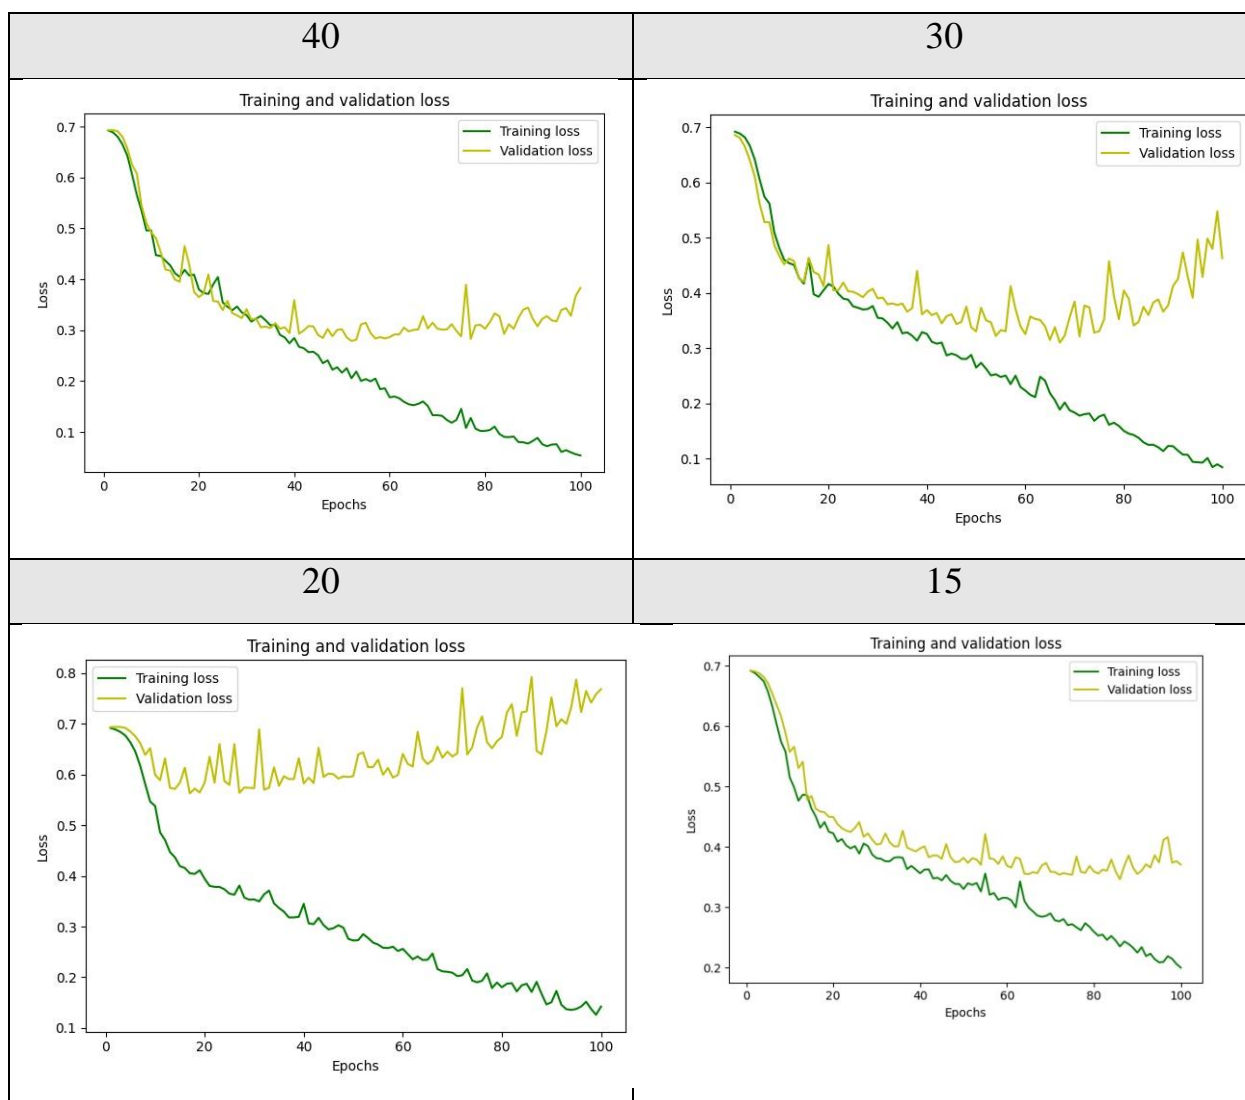 40
30
Training and validation loss
Training loss
Validation loss
0.7
0.6
0.5
0.4
0.3
0.2
0.1
Loss
0 20 40 60 80 100
Epochs
Training and validation loss
Training loss
Validation loss
0.7
0.6
0.5
0.4
0.3
0.2
0.1
Loss
0 20 40 60 80 100
Epochs
20
15
Training and validation loss
Training loss
Validation loss
0.8
0.7
0.6
0.5
0.4
0.3
0.2
0.1
Loss
0 20 40 60 80 100
Epochs
Training and validation loss
Training loss
Validation loss
0.7
0.6
0.5
0.4
0.3
0.2
Loss
0 20 40 60 80 100
Epochs